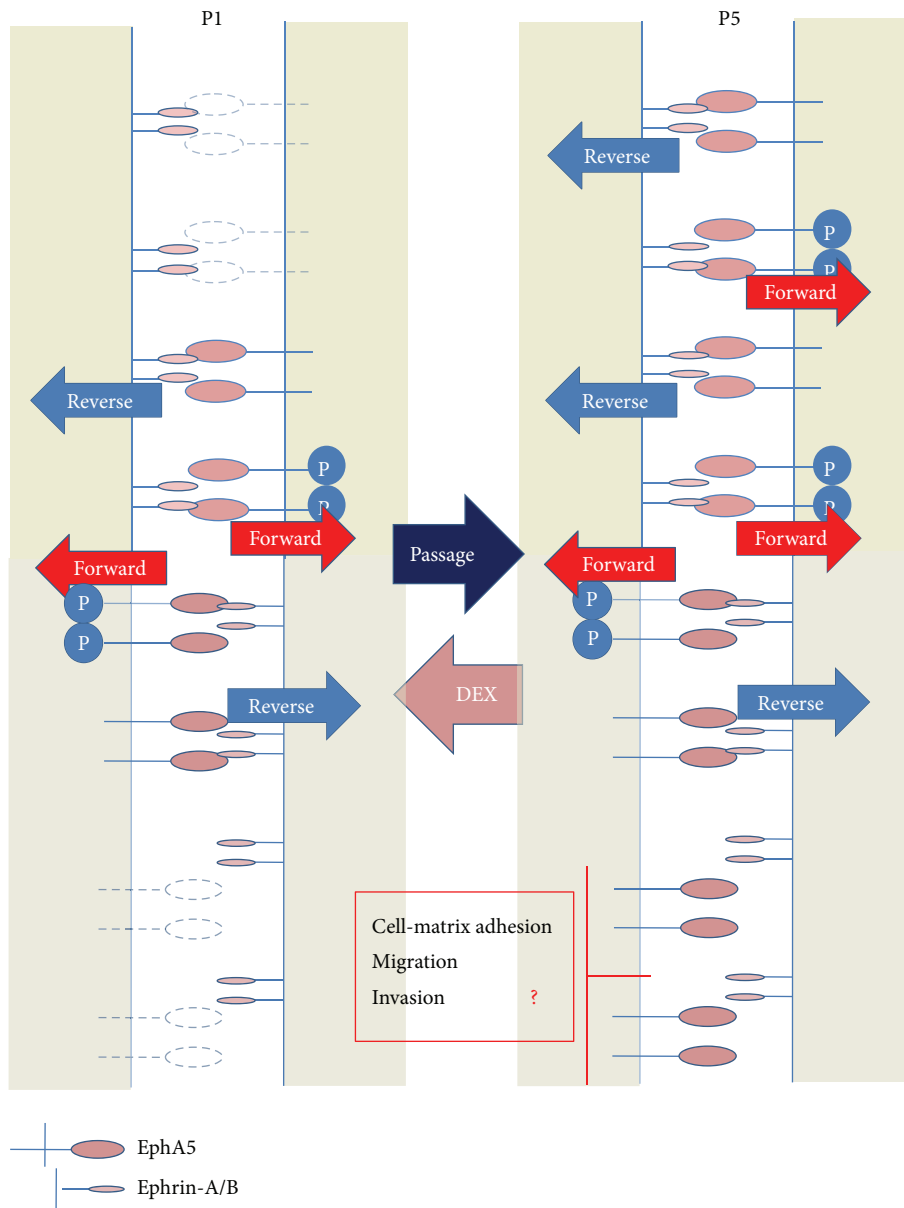 P1
P5
Reverse
P
P
Forward
Reverse
Reverse
P
P
Forward
P
P
Forward
Forward
Passage
Forward
Forward
P
P
P
P
DEX
Reverse
Reverse
Cell-matrix adhesion
Migration
Invasion ?
EphA5
Ephrin-A/B